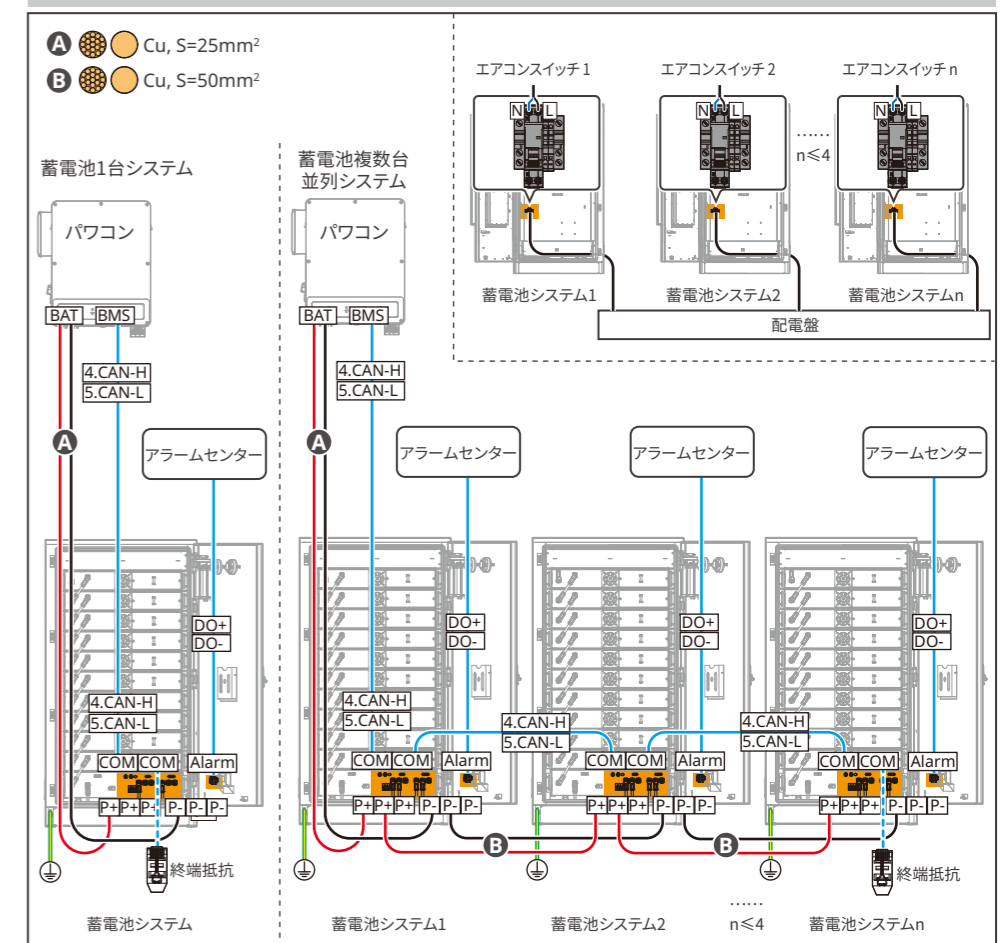 A Cu, S=25mm²
B Cu, S=50mm²
エアコンスイッチ1
エアコンスイッチ2
エアコンスイッチn
N L
N L
N L
……
n≤4
蓄電池システム1
蓄電池システム2
蓄電池システムn
配電盤
蓄電池1台システム
パワコン
BAT BMS
4.CAN-H
5.CAN-L
A
アラームセンター
DO+
DO-
4.CAN-H
5.CAN-L
COM COM Alarm
P+ P+ P+ P- P- P-
終端抵抗
蓄電池システム
蓄電池複数台
並列システム
パワコン
BAT BMS
4.CAN-H
5.CAN-L
A
アラームセンター
アラームセンター
アラームセンター
DO+
DO-
DO+
DO-
DO+
DO-
4.CAN-H
5.CAN-L
4.CAN-H
5.CAN-L
4.CAN-H
5.CAN-L
COM COM Alarm
COM COM Alarm
COM COM Alarm
P+ P+ P+ P- P- P-
P+ P+ P+ P- P- P-
P+ P+ P+ P- P- P-
B
B
終端抵抗
蓄電池システム1
蓄電池システム2
……
n≤4
蓄電池システムn